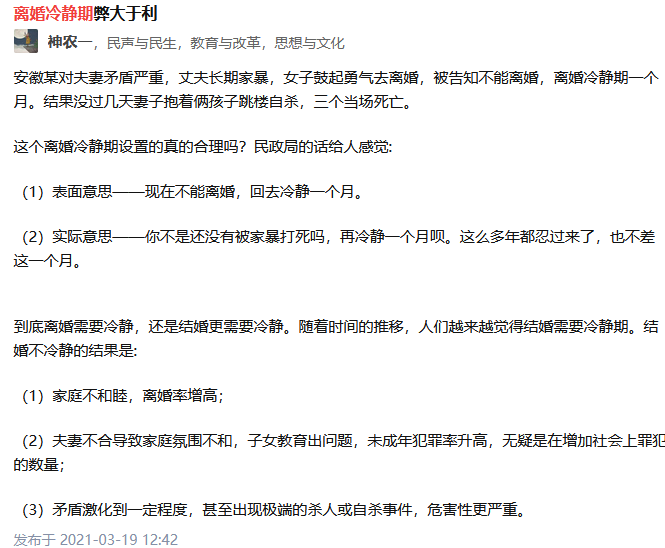 离婚冷静期弊大于利
神农一，民声与民生，教育与改革，思想与文化
安徽某对夫妻矛盾严重，丈夫长期家暴，女子鼓起勇气去离婚，被告知不能离婚，离婚冷静期一个
月。结果没过几天妻子抱着俩孩子跳楼自杀，三个当场死亡。
这个离婚冷静期设置的真的合理吗？民政局的话给人感觉:
（1）表面意思——现在不能离婚，回去冷静一个月。
（2）实际意思——你不是还没有被家暴打死吗，再冷静一个月呗。这么多年都忍过来了，也不差
这一个月。
到底离婚需要冷静，还是结婚更需要冷静。随着时间的推移，人们越来越觉得结婚需要冷静期。结
婚不冷静的结果是:
（1）家庭不和睦，离婚率增高；
（2）夫妻不合导致家庭氛围不和，子女教育出问题，未成年犯罪率升高，无疑是在增加社会上罪犯
的数量；
（3）矛盾激化到一定程度，甚至出现极端的杀人或自杀事件，危害性更严重。
发布于 2021-03-19 12:42